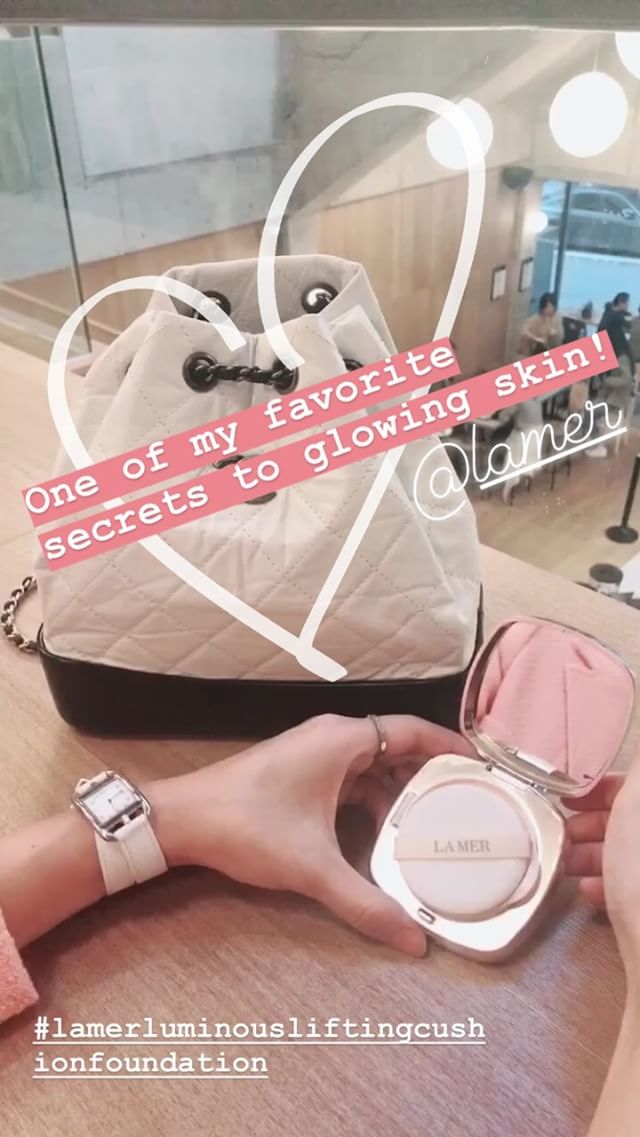 One of my favorite
secrets to glowing skin!
@lamer
LA MER
#lamerluminousliftingcush
ionfoundation